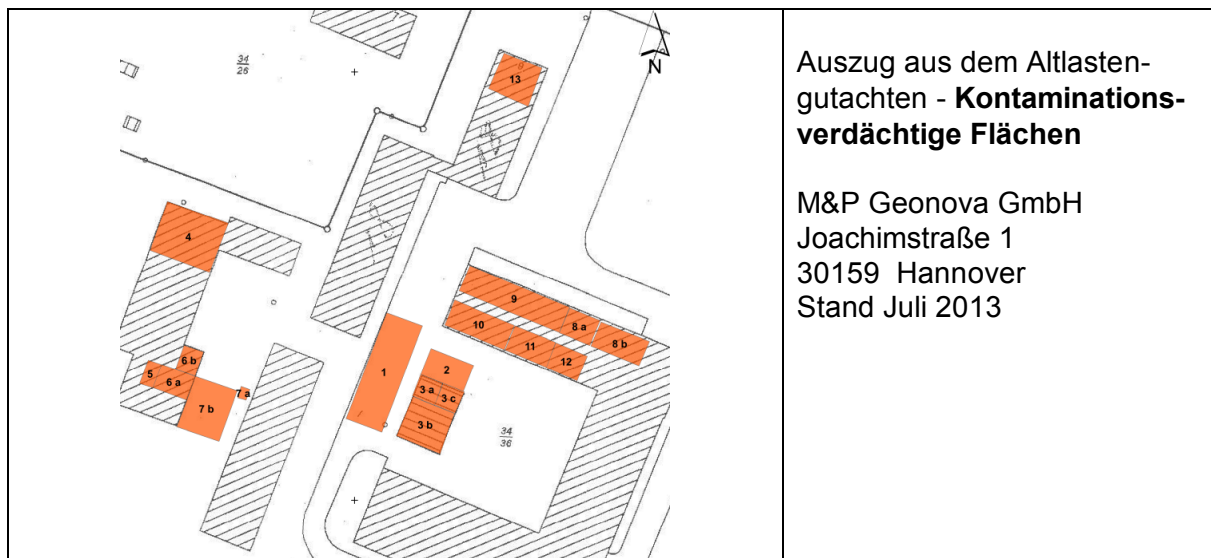 34
26
N
13
4
9
8 a
8 b
10
11
12
1
2
3 a
3 c
3 b
5
6 b
6 a
7 a
7 b
34
36
Auszug aus dem Altlasten-
gutachten - Kontaminations-
verdächtige Flächen
M&P Geonova GmbH
Joachimstraße 1
30159 Hannover
Stand Juli 2013